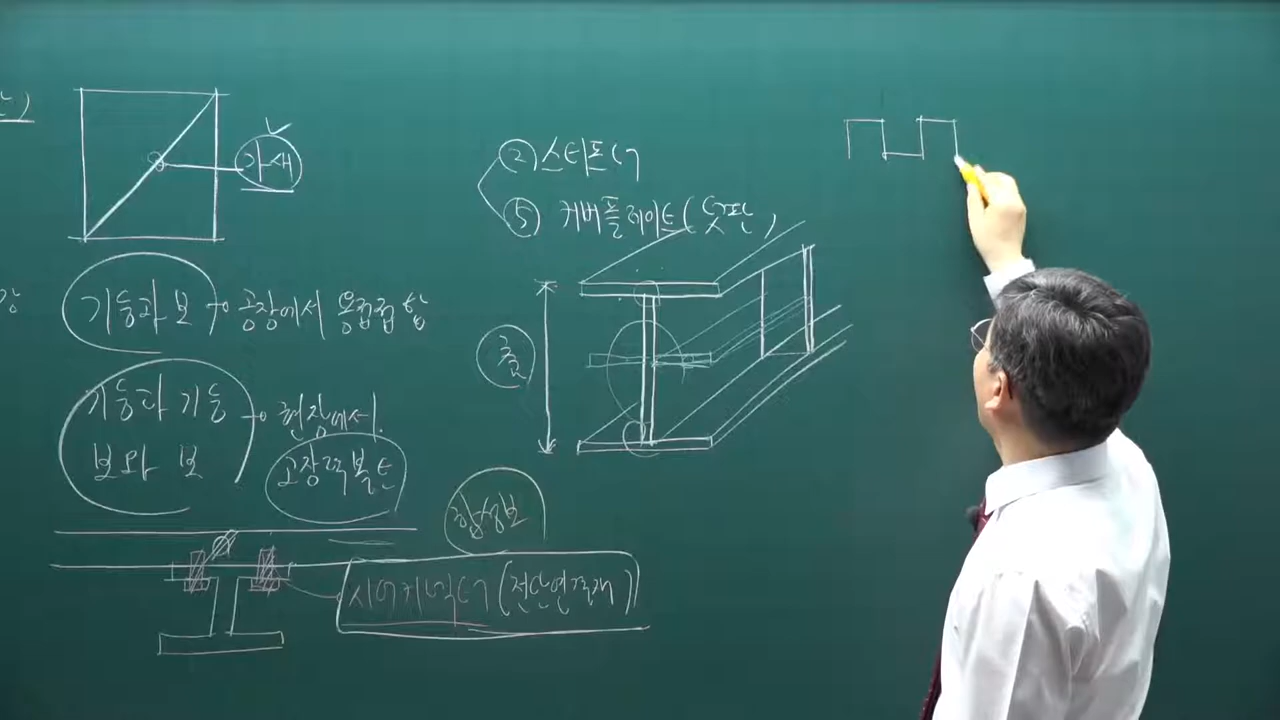 가새
기둥과 보 → 공장에서 용접접합
기둥과 기둥
보와 보
→ 현장에서
고장력볼트
합성보
시어커넥터(전단연결재)
② 스티프너
⑤ 커버플레이트(덧판)
춤